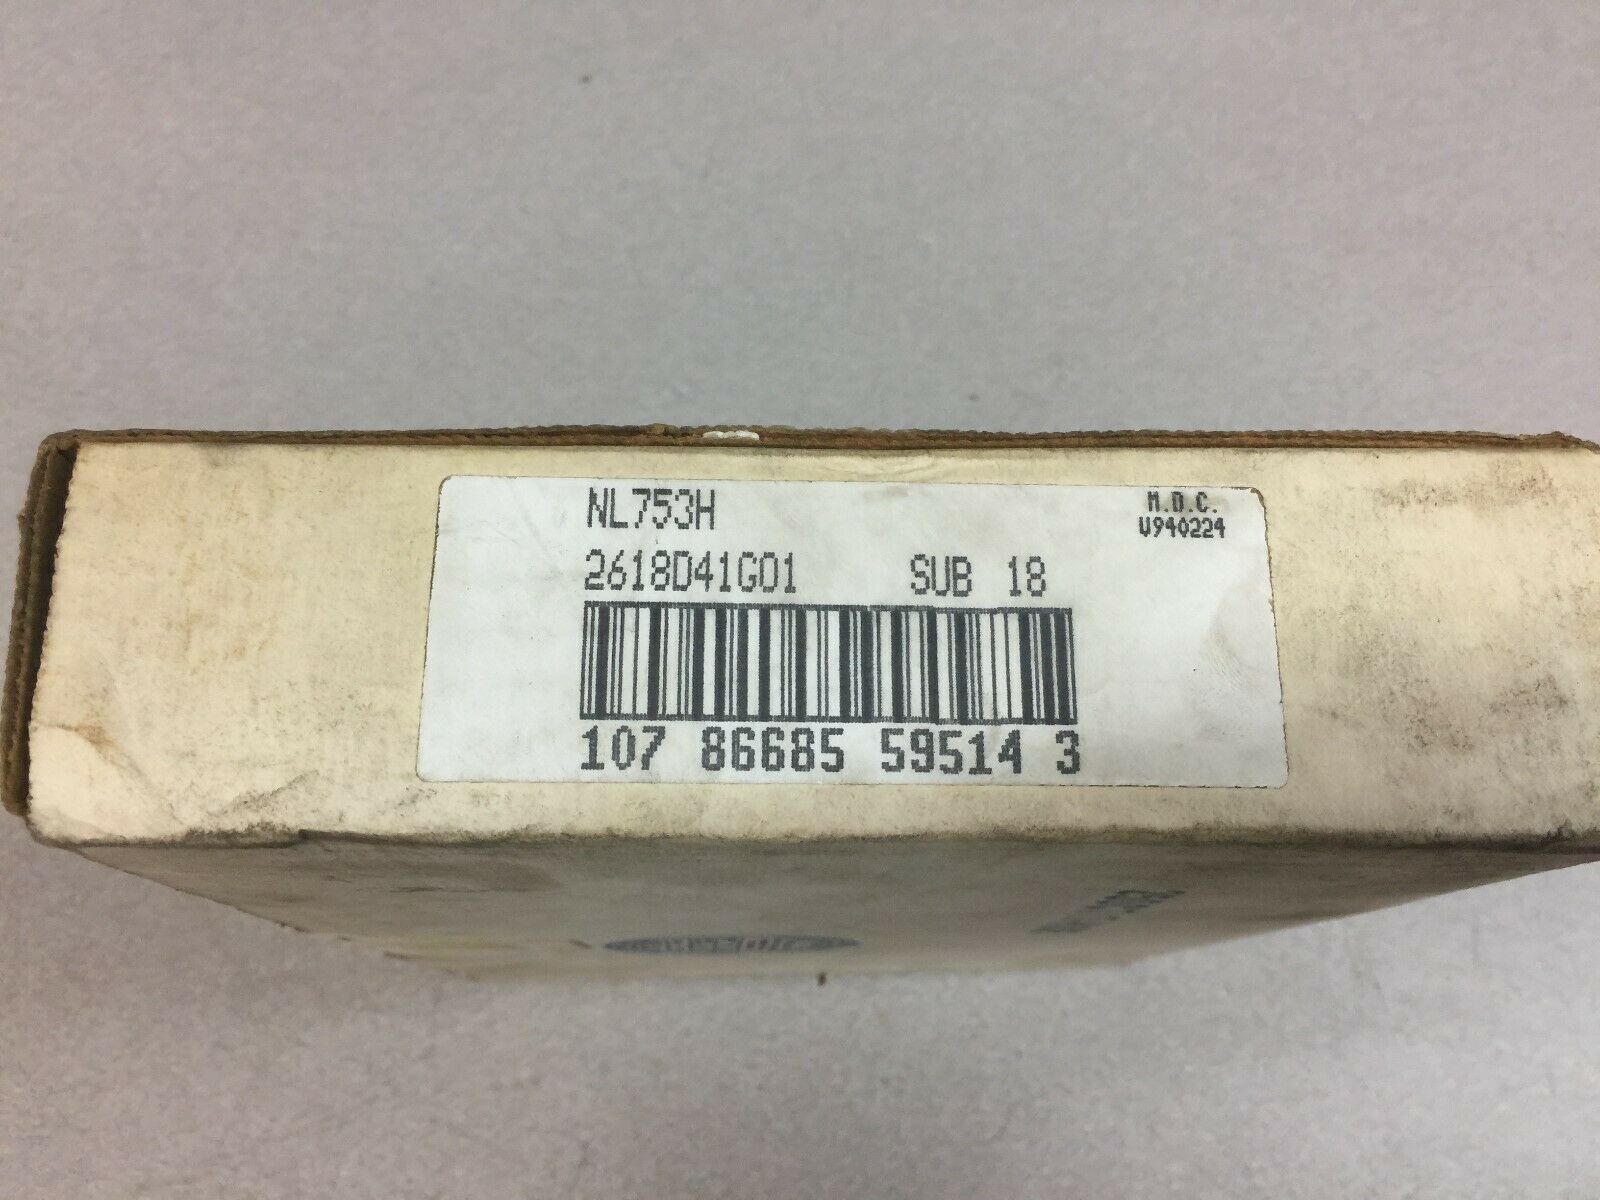 NL753H
M.D.C.
U940224
2618D41G01 SUB 18
107 86685 59514 3